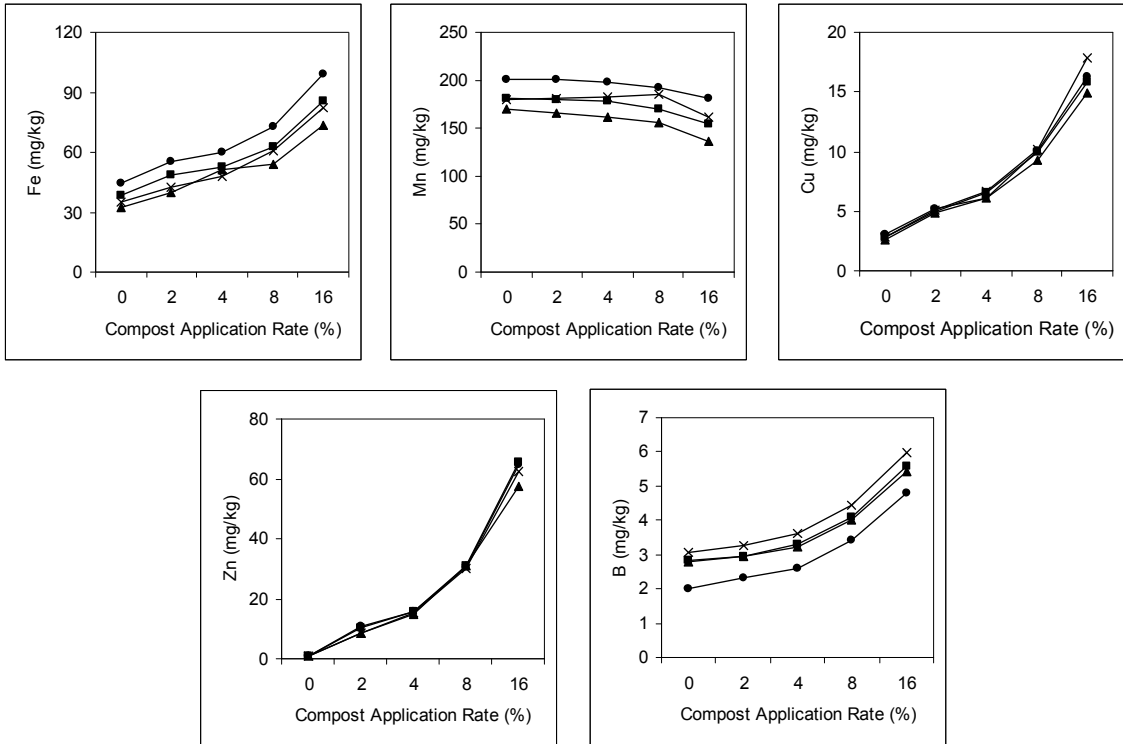 120
90
60
30
0
Fe (mg/kg)
0 2 4 8 16
Compost Application Rate (%)
250
200
150
100
50
0
Mn (mg/kg)
0 2 4 8 16
Compost Application Rate (%)
20
15
10
5
0
Cu (mg/kg)
0 2 4 8 16
Compost Application Rate (%)
80
60
40
20
0
Zn (mg/kg)
0 2 4 8 16
Compost Application Rate (%)
7
6
5
4
3
2
1
0
B (mg/kg)
0 2 4 8 16
Compost Application Rate (%)